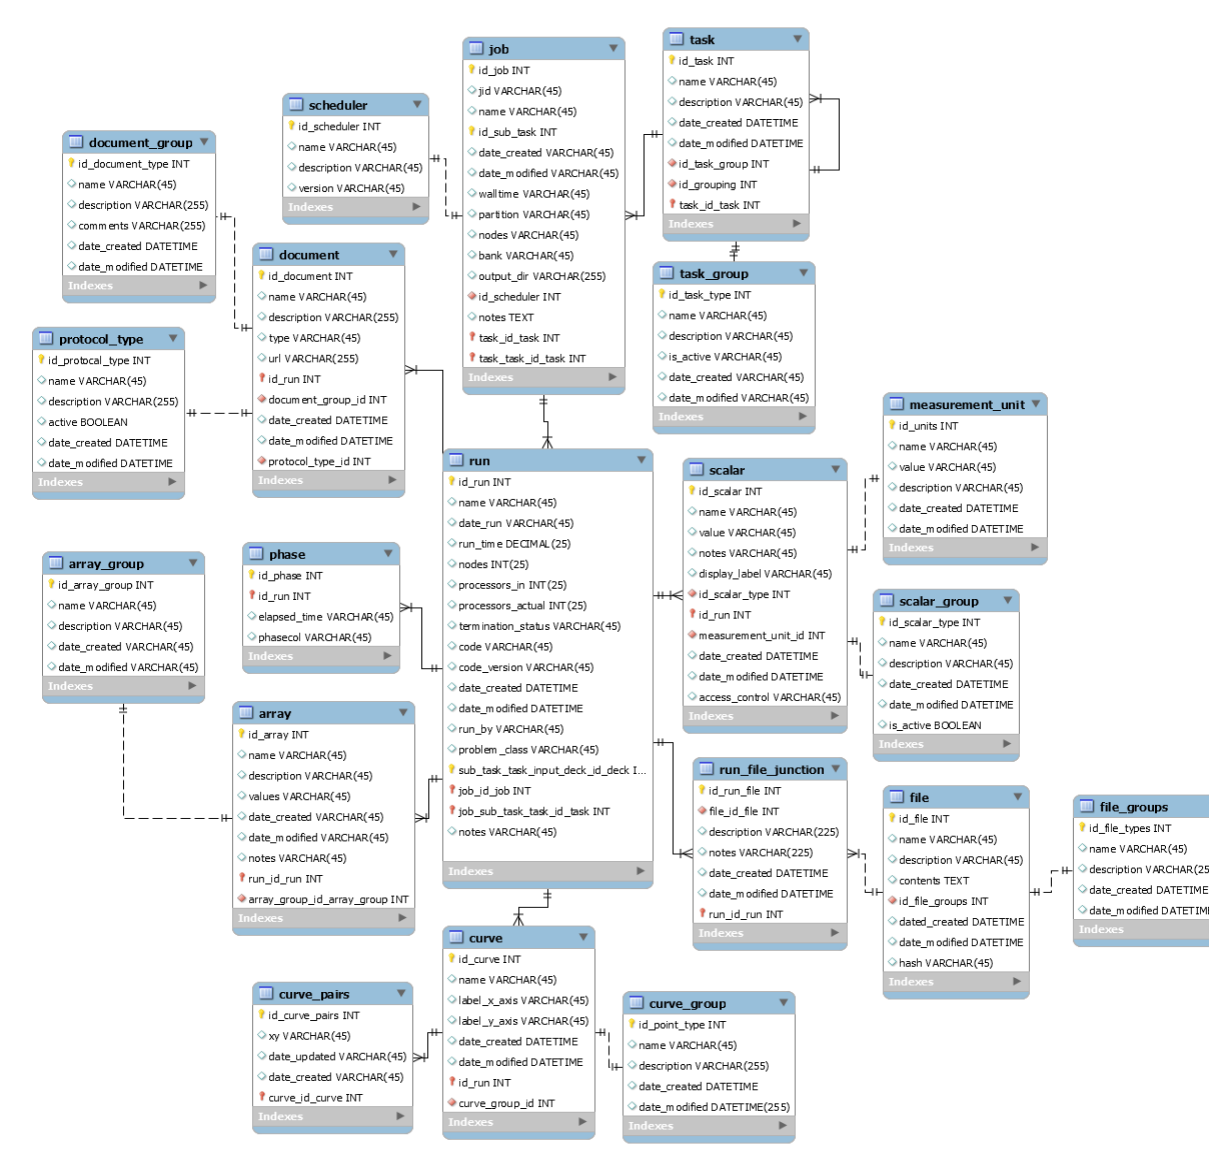 job
id_job INT
jid VARCHAR(45)
name VARCHAR(45)
id_sub_task INT
date_created VARCHAR(45)
date_modified VARCHAR(45)
walltime VARCHAR(45)
partition VARCHAR(45)
nodes VARCHAR(45)
bank VARCHAR(45)
output_dir VARCHAR(255)
id_scheduler INT
notes TEXT
task_id_task INT
task_task_id_task INT
Indexes
task
id_task INT
name VARCHAR(45)
description VARCHAR(45)
date_created DATETIME
date_modified DATETIME
id_task_group INT
id_grouping INT
task_id_task INT
Indexes
scheduler
id_scheduler INT
name VARCHAR(45)
description VARCHAR(45)
version VARCHAR(45)
Indexes
document_group
id_document_type INT
name VARCHAR(45)
description VARCHAR(255)
comments VARCHAR(255)
date_created DATETIME
date_modified DATETIME
Indexes
document
id_document INT
name VARCHAR(45)
description VARCHAR(255)
type VARCHAR(45)
url VARCHAR(255)
id_run INT
document_group_id INT
date_created DATETIME
date_modified DATETIME
protocol_type_id INT
Indexes
task_group
id_task_type INT
name VARCHAR(45)
description VARCHAR(45)
is_active VARCHAR(45)
date_created VARCHAR(45)
date_modified VARCHAR(45)
Indexes
protocol_type
id_protocal_type INT
name VARCHAR(45)
description VARCHAR(255)
active BOOLEAN
date_created DATETIME
date_modified DATETIME
Indexes
measurement_unit
id_units INT
name VARCHAR(45)
value VARCHAR(45)
description VARCHAR(45)
date_created DATETIME
date_modified DATETIME
Indexes
run
id_run INT
name VARCHAR(45)
date_run VARCHAR(45)
run_time DECIMAL(25)
nodes INT(25)
processors_in INT(25)
processors_actual INT(25)
termination_status VARCHAR(45)
code VARCHAR(45)
code_version VARCHAR(45)
date_created DATETIME
date_modified DATETIME
run_by VARCHAR(45)
problem_class VARCHAR(45)
sub_task_task_input_deck_id_deck I...
job_id_job INT
job_sub_task_task_id_task INT
notes VARCHAR(45)
Indexes
scalar
id_scalar INT
name VARCHAR(45)
value VARCHAR(45)
notes VARCHAR(45)
display_label VARCHAR(45)
id_scalar_type INT
id_run INT
measurement_unit_id INT
date_created DATETIME
date_modified DATETIME
access_control VARCHAR(45)
Indexes
phase
id_phase INT
id_run INT
elapsed_time VARCHAR(45)
phasecol VARCHAR(45)
Indexes
array_group
id_array_group INT
name VARCHAR(45)
description VARCHAR(45)
date_created VARCHAR(45)
date_modified VARCHAR(45)
Indexes
scalar_group
id_scalar_type INT
name VARCHAR(45)
description VARCHAR(45)
date_created DATETIME
date_modified DATETIME
is_active BOOLEAN
Indexes
array
id_array INT
name VARCHAR(45)
description VARCHAR(45)
values VARCHAR(45)
date_created VARCHAR(45)
date_modified VARCHAR(45)
notes VARCHAR(45)
run_id_run INT
array_group_id_array_group INT
Indexes
run_file_junction
id_run_file INT
file_id_file INT
description VARCHAR(225)
notes VARCHAR(225)
date_created DATETIME
date_modified DATETIME
run_id_run INT
Indexes
file
id_file INT
name VARCHAR(45)
description VARCHAR(45)
contents TEXT
id_file_groups INT
dated_created DATETIME
date_modified DATETIME
hash VARCHAR(45)
Indexes
file_groups
id_file_types INT
name VARCHAR(45)
description VARCHAR(25
date_created DATETIME
date_modified DATETIME
Indexes
curve
id_curve INT
name VARCHAR(45)
label_x_axis VARCHAR(45)
label_y_axis VARCHAR(45)
date_created DATETIME
date_modified DATETIME
id_run INT
curve_group_id INT
Indexes
curve_pairs
id_curve_pairs INT
xy VARCHAR(45)
date_updated VARCHAR(45)
date_created VARCHAR(45)
curve_id_curve INT
Indexes
curve_group
id_point_type INT
name VARCHAR(45)
description VARCHAR(255)
date_created DATETIME
date_modified DATETIME(255)
Indexes